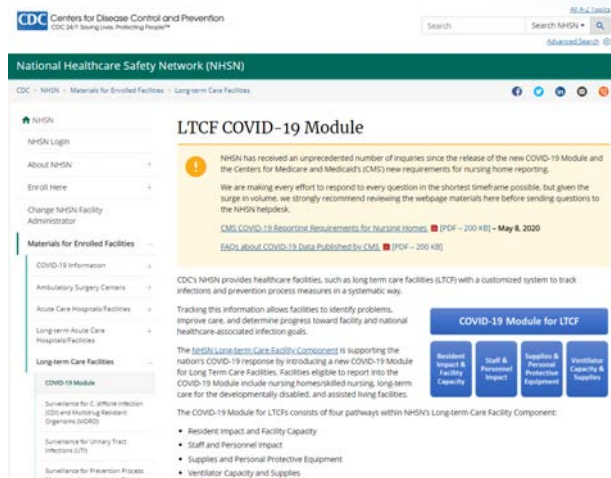 CDC Centers for Disease Control and Prevention
CDC 24/7: Saving Lives, Protecting People™
All A-Z Topics
Search
Search NHSN
Advanced Search
National Healthcare Safety Network (NHSN)
CDC > NHSN > Materials for Enrolled Facilities > Long-term Care Facilities
NHSN
NHSN Login
About NHSN
Enroll Here
Change NHSN Facility
Administrator
Materials for Enrolled Facilities
COVID-19 Information
Ambulatory Surgery Centers
Acute Care Hospitals/Facilities
Long-term Acute Care
Hospitals/Facilities
Long-term Care Facilities
COVID-19 Module
Surveillance for C. difficile Infection
(CDI) and Multidrug Resistant
Organisms (MDRO)
Surveillance for Urinary Tract
Infections (UTI)
Surveillance for Prevention Process
LTCF COVID-19 Module
NHSN has received an unprecedented number of inquiries since the release of the new COVID-19 Module and
the Centers for Medicare and Medicaid's (CMS) new requirements for nursing home reporting.
We are making every effort to respond to every question in the shortest timeframe possible, but given the
surge in volume, we strongly recommend reviewing the webpage materials here before sending questions to
the NHSN helpdesk.
CMS COVID-19 Reporting Requirements for Nursing Homes [PDF – 200 KB] – May 8, 2020
FAQs about COVID-19 Data Published by CMS [PDF – 200 KB]
CDC's NHSN provides healthcare facilities, such as long term care facilities (LTCF) with a customized system to track
infections and prevention process measures in a systematic way.
Tracking this information allows facilities to identify problems,
improve care, and determine progress toward facility and national
healthcare-associated infection goals.
The NHSN Long-term Care Facility Component is supporting the
nation's COVID-19 response by introducing a new COVID-19 Module
for Long Term Care Facilities. Facilities eligible to report into the
COVID-19 Module include nursing homes/skilled nursing, long-term
care for the developmentally disabled, and assisted living facilities.
COVID-19 Module for LTCF
Resident
Impact &
Facility
Capacity
Staff &
Personnel
Impact
Supplies &
Personal
Protective
Equipment
Ventilator
Capacity &
Supplies
The COVID-19 Module for LTCFs consists of four pathways within NHSN's Long-term Care Facility Component:
• Resident Impact and Facility Capacity
• Staff and Personnel Impact
• Supplies and Personal Protective Equipment
• Ventilator Capacity and Supplies